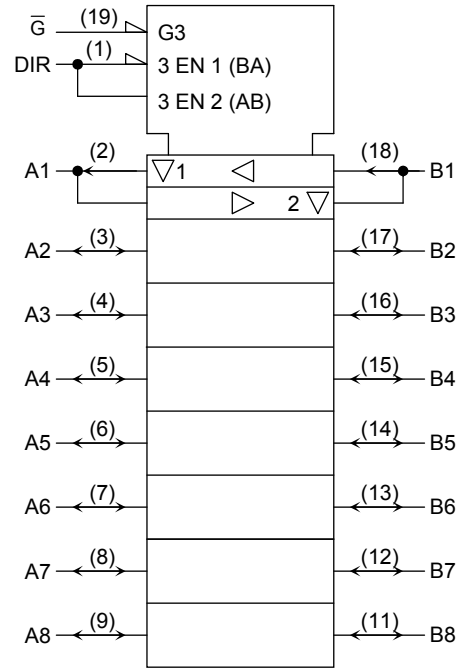 G̅ (19) G3
DIR (1) 3 EN 1 (BA)
3 EN 2 (AB)
A1 (2) 1 (18) B1
2
A2 (3) (17) B2
A3 (4) (16) B3
A4 (5) (15) B4
A5 (6) (14) B5
A6 (7) (13) B6
A7 (8) (12) B7
A8 (9) (11) B8